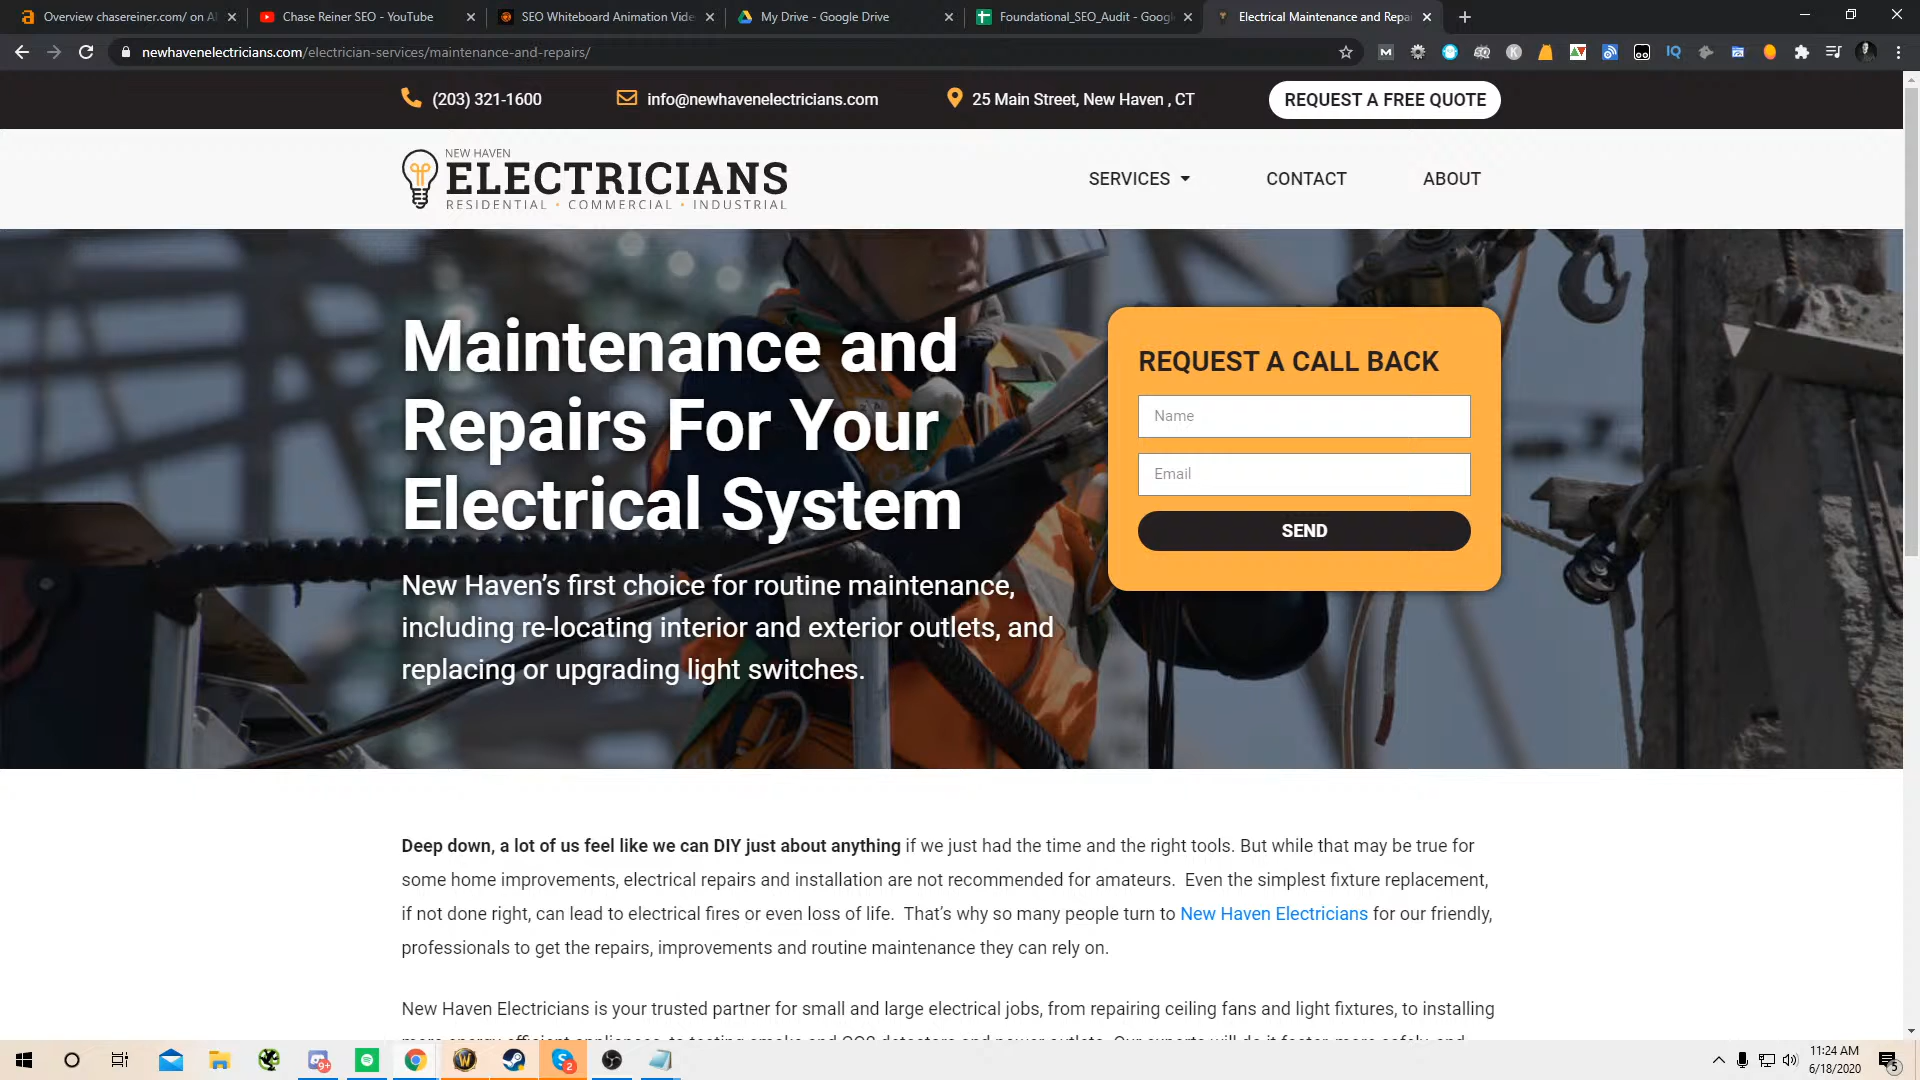 Overview chasereiner.com/ on A
Chase Reiner SEO - YouTube
SEO Whiteboard Animation Vide
My Drive - Google Drive
Foundational_SEO_Audit - Goog
Electrical Maintenance and Repa
newhavenelectricians.com/electrician-services/maintenance-and-repairs/
(203) 321-1600
info@newhavenelectricians.com
25 Main Street, New Haven , CT
REQUEST A FREE QUOTE
NEW HAVEN
ELECTRICIANS
RESIDENTIAL • COMMERCIAL • INDUSTRIAL
SERVICES
CONTACT
ABOUT
Maintenance and
Repairs For Your
Electrical System
New Haven’s first choice for routine maintenance,
including re-locating interior and exterior outlets, and
replacing or upgrading light switches.
REQUEST A CALL BACK
Name
Email
SEND
Deep down, a lot of us feel like we can DIY just about anything if we just had the time and the right tools. But while that may be true for
some home improvements, electrical repairs and installation are not recommended for amateurs. Even the simplest fixture replacement,
if not done right, can lead to electrical fires or even loss of life. That’s why so many people turn to New Haven Electricians for our friendly,
professionals to get the repairs, improvements and routine maintenance they can rely on.
New Haven Electricians is your trusted partner for small and large electrical jobs, from repairing ceiling fans and light fixtures, to installing
11:24 AM
6/18/2020